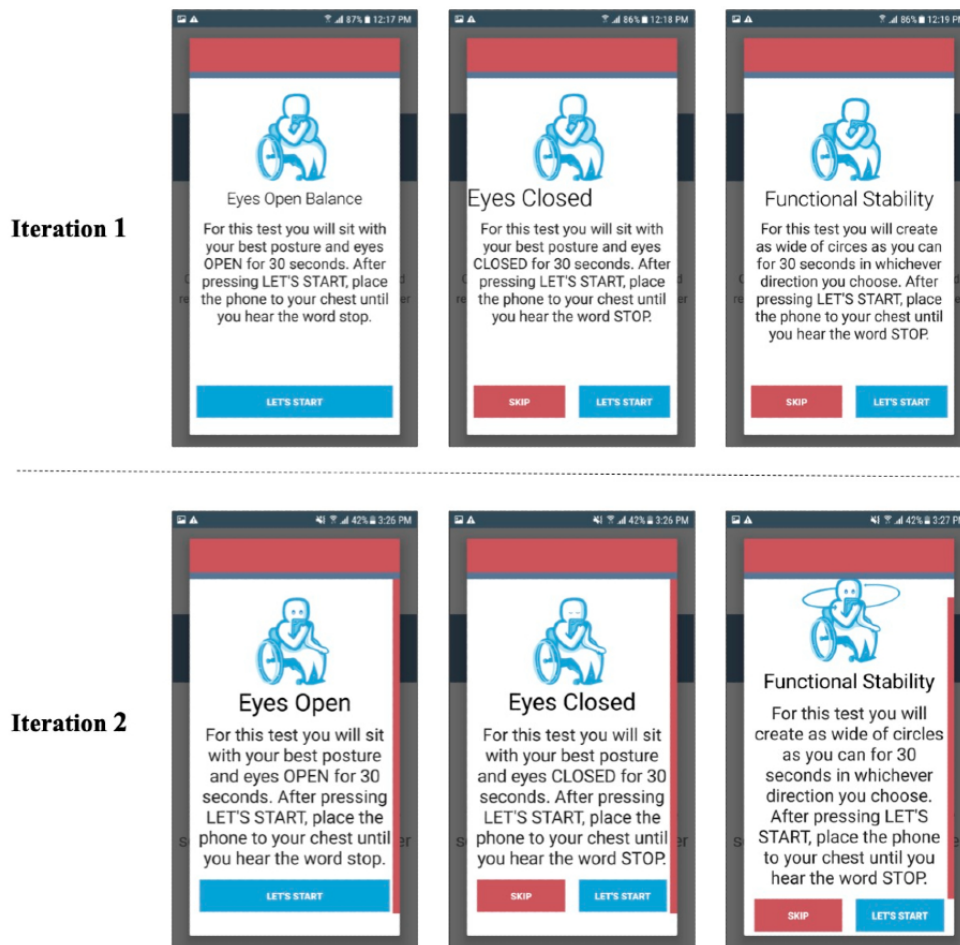 87% 12:17 PM
86% 12:18 PM
86% 12:19 PM
Iteration 1
Eyes Open Balance
For this test you will sit with
your best posture and eyes
OPEN for 30 seconds. After
pressing LET'S START, place
the phone to your chest until
you hear the word stop.
LET'S START
Eyes Closed
For this test you will sit with
your best posture and eyes
CLOSED for 30 seconds. After
pressing LET'S START, place
the phone to your chest until
you hear the word STOP.
SKIP
LET'S START
Functional Stability
For this test you will create
as wide of circes as you can
for 30 seconds in whichever
direction you choose. After
pressing LET'S START, place
the phone to your chest until
you hear the word STOP.
SKIP
LET'S START
42% 3:26 PM
42% 3:26 PM
42% 3:27 PM
Iteration 2
Eyes Open
For this test you will sit
with your best posture
and eyes OPEN for 30
seconds. After pressing
LET'S START, place the
phone to your chest until
you hear the word stop.
LET'S START
Eyes Closed
For this test you will sit
with your best posture
and eyes CLOSED for 30
seconds. After pressing
LET'S START, place the
phone to your chest until
you hear the word STOP.
SKIP
LET'S START
Functional Stability
For this test you will
create as wide of circles
as you can for 30
seconds in whichever
direction you choose.
After pressing LET'S
START, place the phone
to your chest until you
hear the word STOP.
SKIP
LET'S START